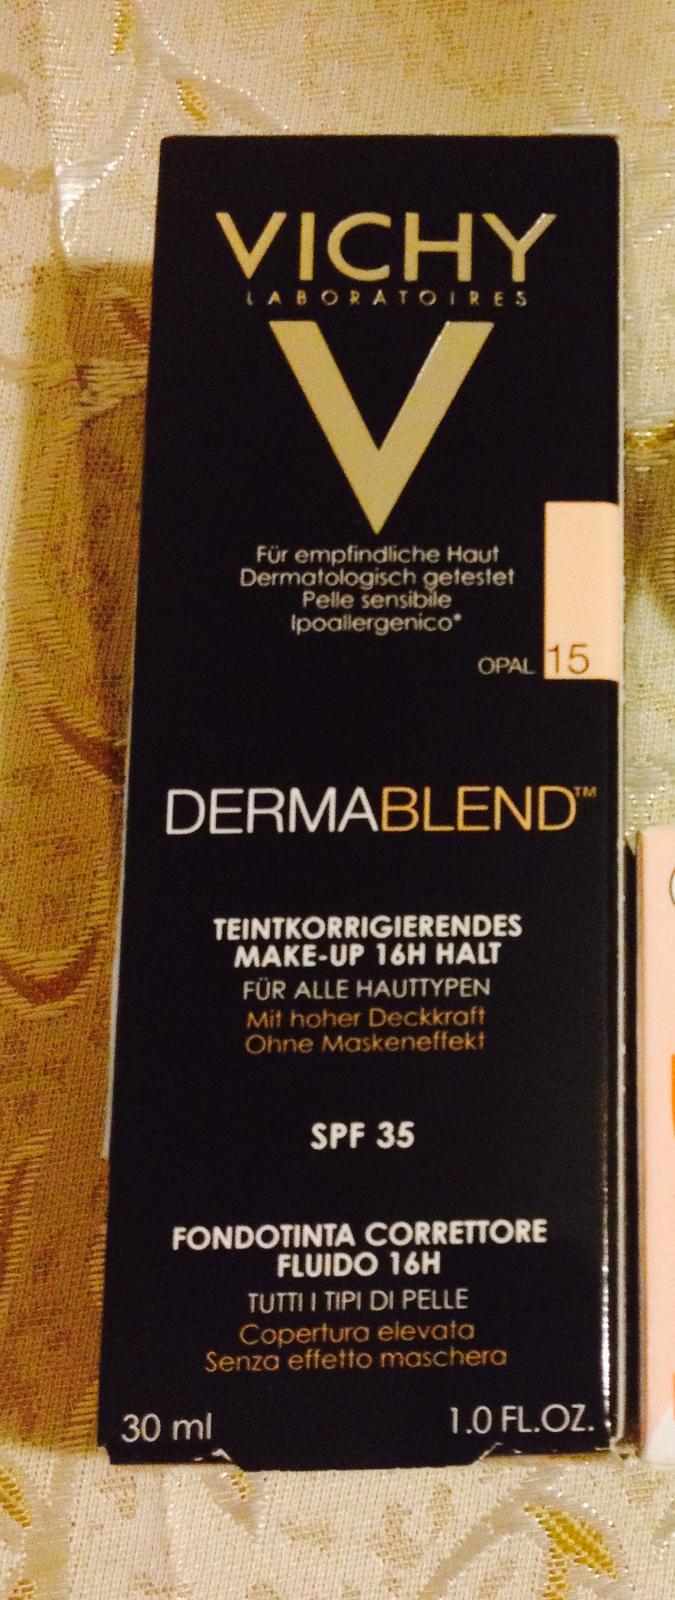 VICHY
LABORATOIRES
V
Für empfindliche Haut
Dermatologisch getestet
Pelle sensibile
Ipoallergenico*
OPAL 15
DERMABLEND™
TEINTKORRIGIERENDES
MAKE-UP 16H HALT
FÜR ALLE HAUTTYPEN
Mit hoher Deckkraft
Ohne Maskeneffekt
SPF 35
FONDOTINTA CORRETTORE
FLUIDO 16H
TUTTI I TIPI DI PELLE
Copertura elevata
Senza effetto maschera
30 ml 1.0 FL.OZ.